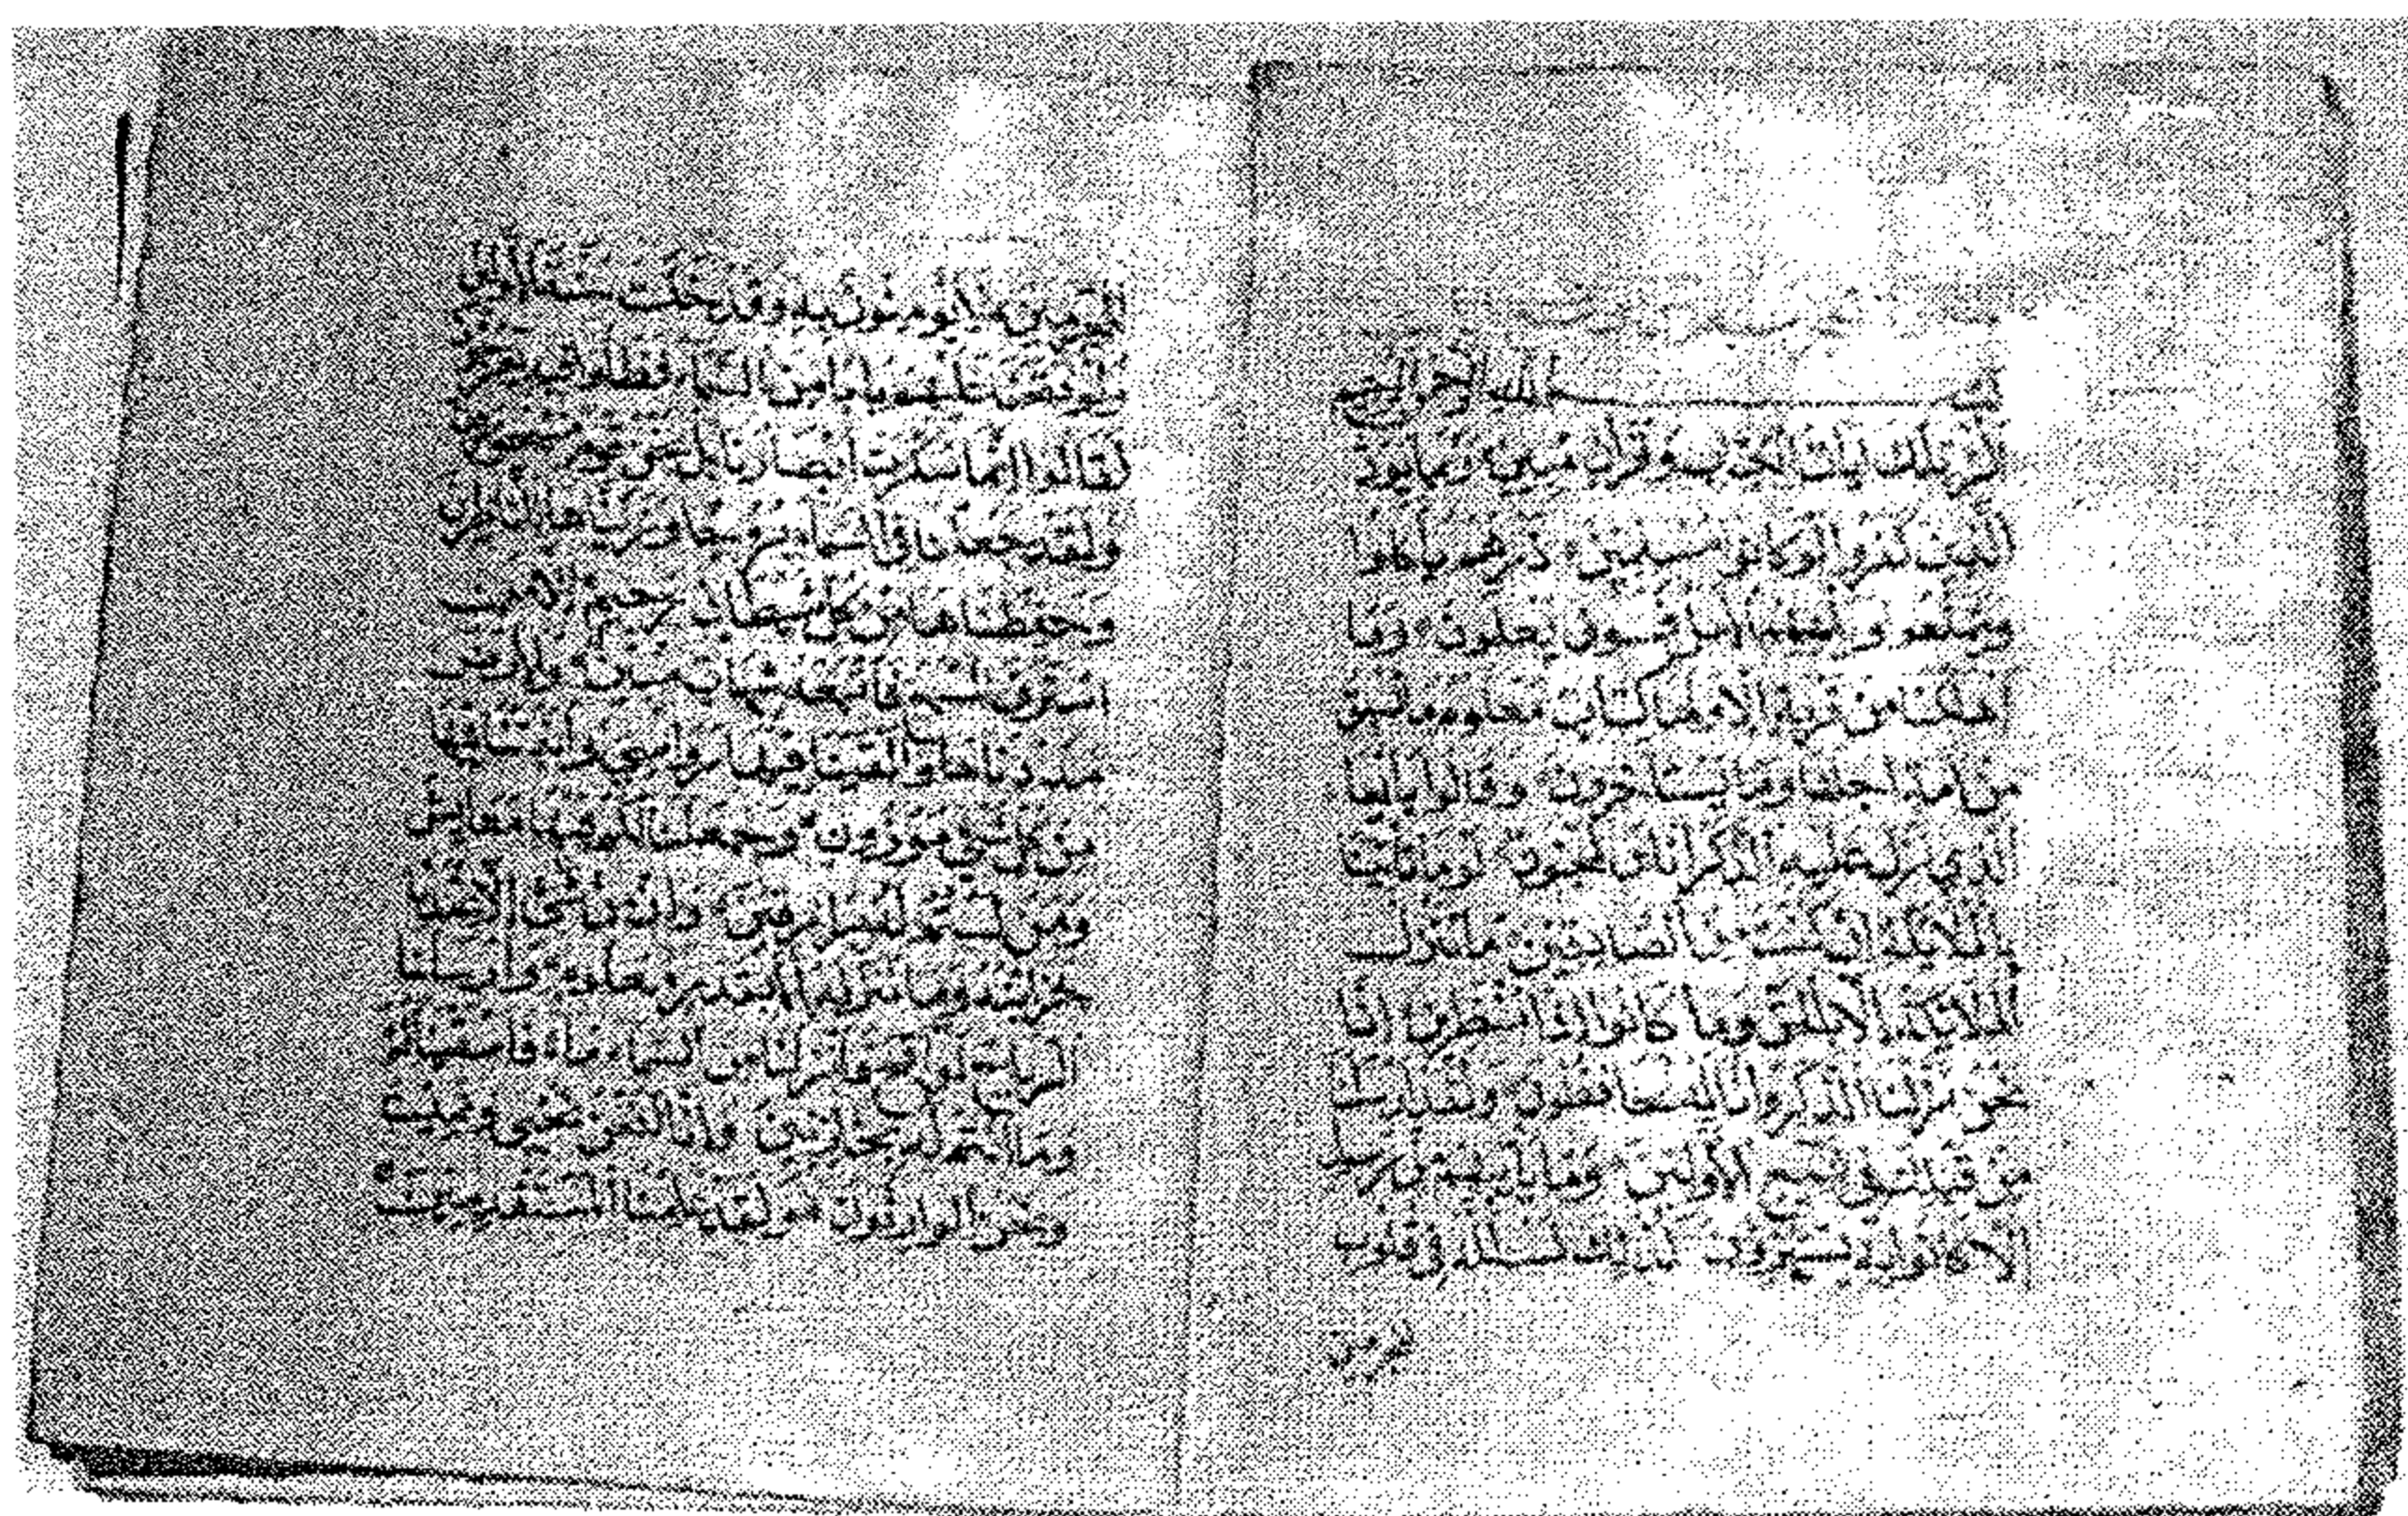 بسم الله الرحمن الرحيم
الر تلك آيات الكتاب وقرآن مبين ربما يود
الذين كفروا لو كانوا مسلمين ذرهم يأكلوا
ويتمتعوا ويلههم الأمل فسوف يعلمون وما
أهلكنا من قرية إلا ولها كتاب معلوم ما تسبق
من أمة أجلها وما يستأخرون وقالوا يا أيها
الذي نزل عليه الذكر إنك لمجنون لو ما تأتينا
بالملائكة إن كنت من الصادقين ما ننزل
الملائكة إلا بالحق وما كانوا إذا منظرين إنا
نحن نزلنا الذكر وإنا له لحافظون ولقد أرسلنا
من قبلك في شيع الأولين وما يأتيهم من رسول
إلا كانوا به يستهزؤون كذلك نسلكه في قلوب
المجرمين لا يؤمنون به وقد خلت سنة الأولين
ولو فتحنا عليهم بابا من السماء فظلوا فيه يعرجون
لقالوا إنما سكرت أبصارنا بل نحن قوم مسحورون
ولقد جعلنا في السماء بروجا وزيناها للناظرين
وحفظناها من كل شيطان رجيم إلا من
استرق السمع فأتبعه شهاب مبين والأرض
مددناها وألقينا فيها رواسي وأنبتنا فيها
من كل شيء موزون وجعلنا لكم فيها معايش
ومن لستم له برازقين وإن من شيء إلا عندنا
خزائنه وما ننزله إلا بقدر معلوم وأرسلنا
الرياح لواقح فأنزلنا من السماء ماء فأسقيناكموه
وما أنتم له بخازنين وإنا لنحن نحيي ونميت
ونحن الوارثون ولقد علمنا المستقدمين